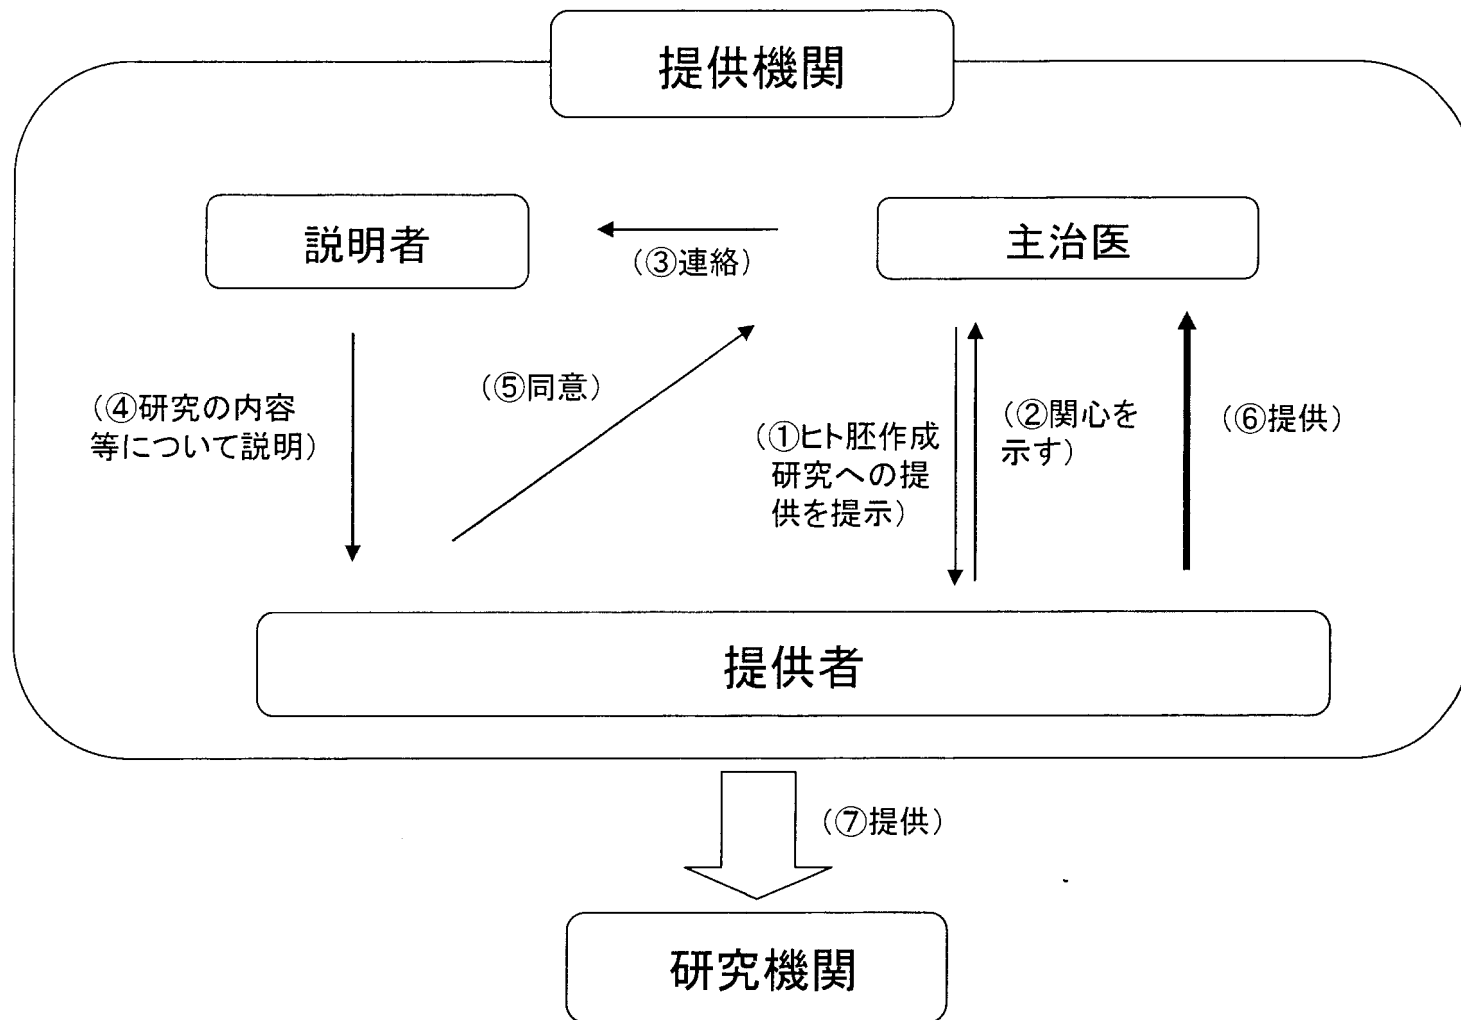 提供機関
説明者
主治医
（③連絡）
（④研究の内容
等について説明）
（⑤同意）
（①ヒト胚作成
研究への提
供を提示）
（②関心を
示す）
（⑥提供）
提供者
（⑦提供）
研究機関